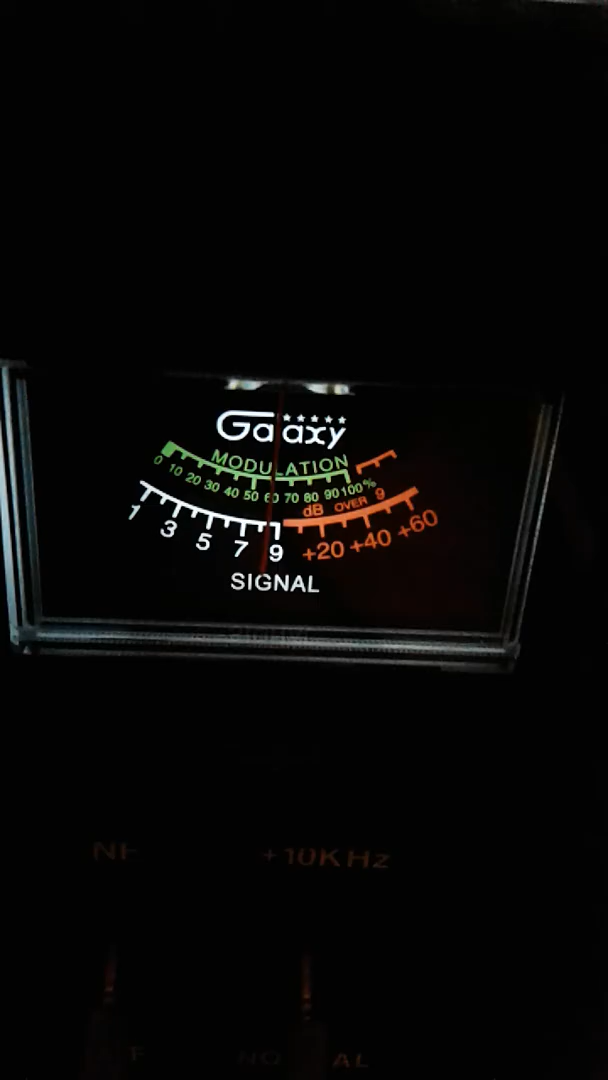 Galaxy
MODULATION
0 10 20 30 40 50 60 70 80 90 100%
dB OVER 9
1 3 5 7 9 +20 +40 +60
SIGNAL
+10KHz